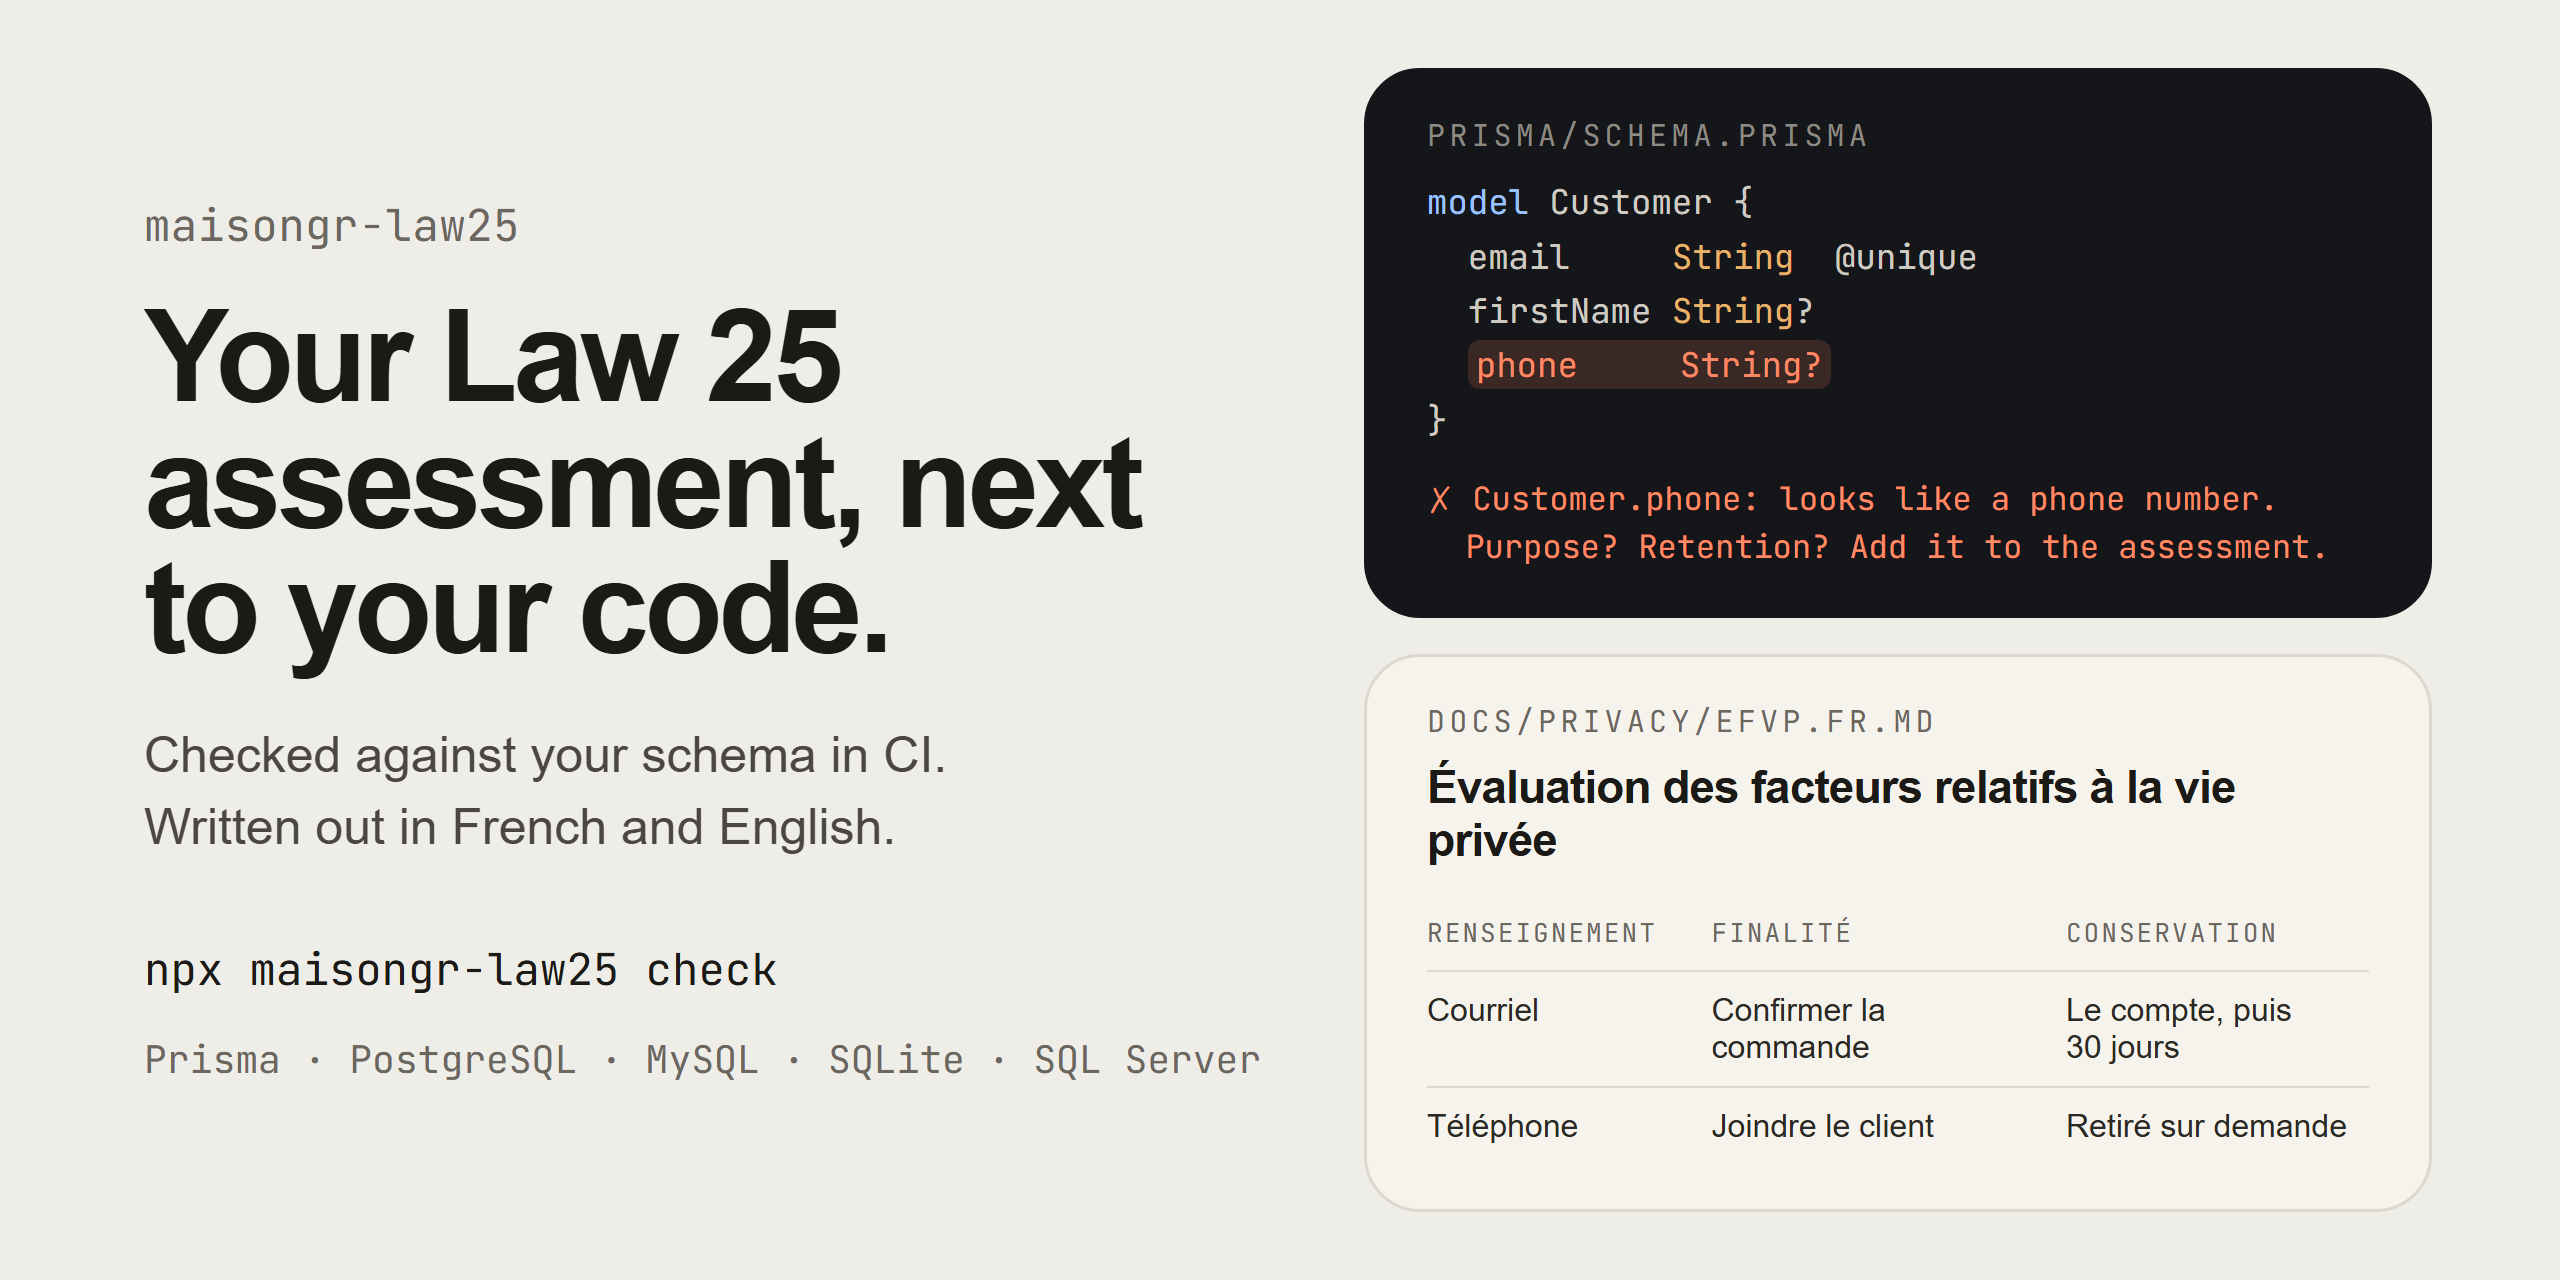 maisongr-law25
Your Law 25
assessment, next
to your code.
Checked against your schema in CI.
Written out in French and English.
npx maisongr-law25 check
Prisma · PostgreSQL · MySQL · SQLite · SQL Server
PRISMA/SCHEMA.PRISMA
model Customer {
email String @unique
firstName String?
phone String?
}
✗ Customer.phone: looks like a phone number.
Purpose? Retention? Add it to the assessment.
DOCS/PRIVACY/EFVP.FR.MD
Évaluation des facteurs relatifs à la vie
privée
RENSEIGNEMENT FINALITÉ CONSERVATION
Courriel Confirmer la Le compte, puis
commande 30 jours
Téléphone Joindre le client Retiré sur demande